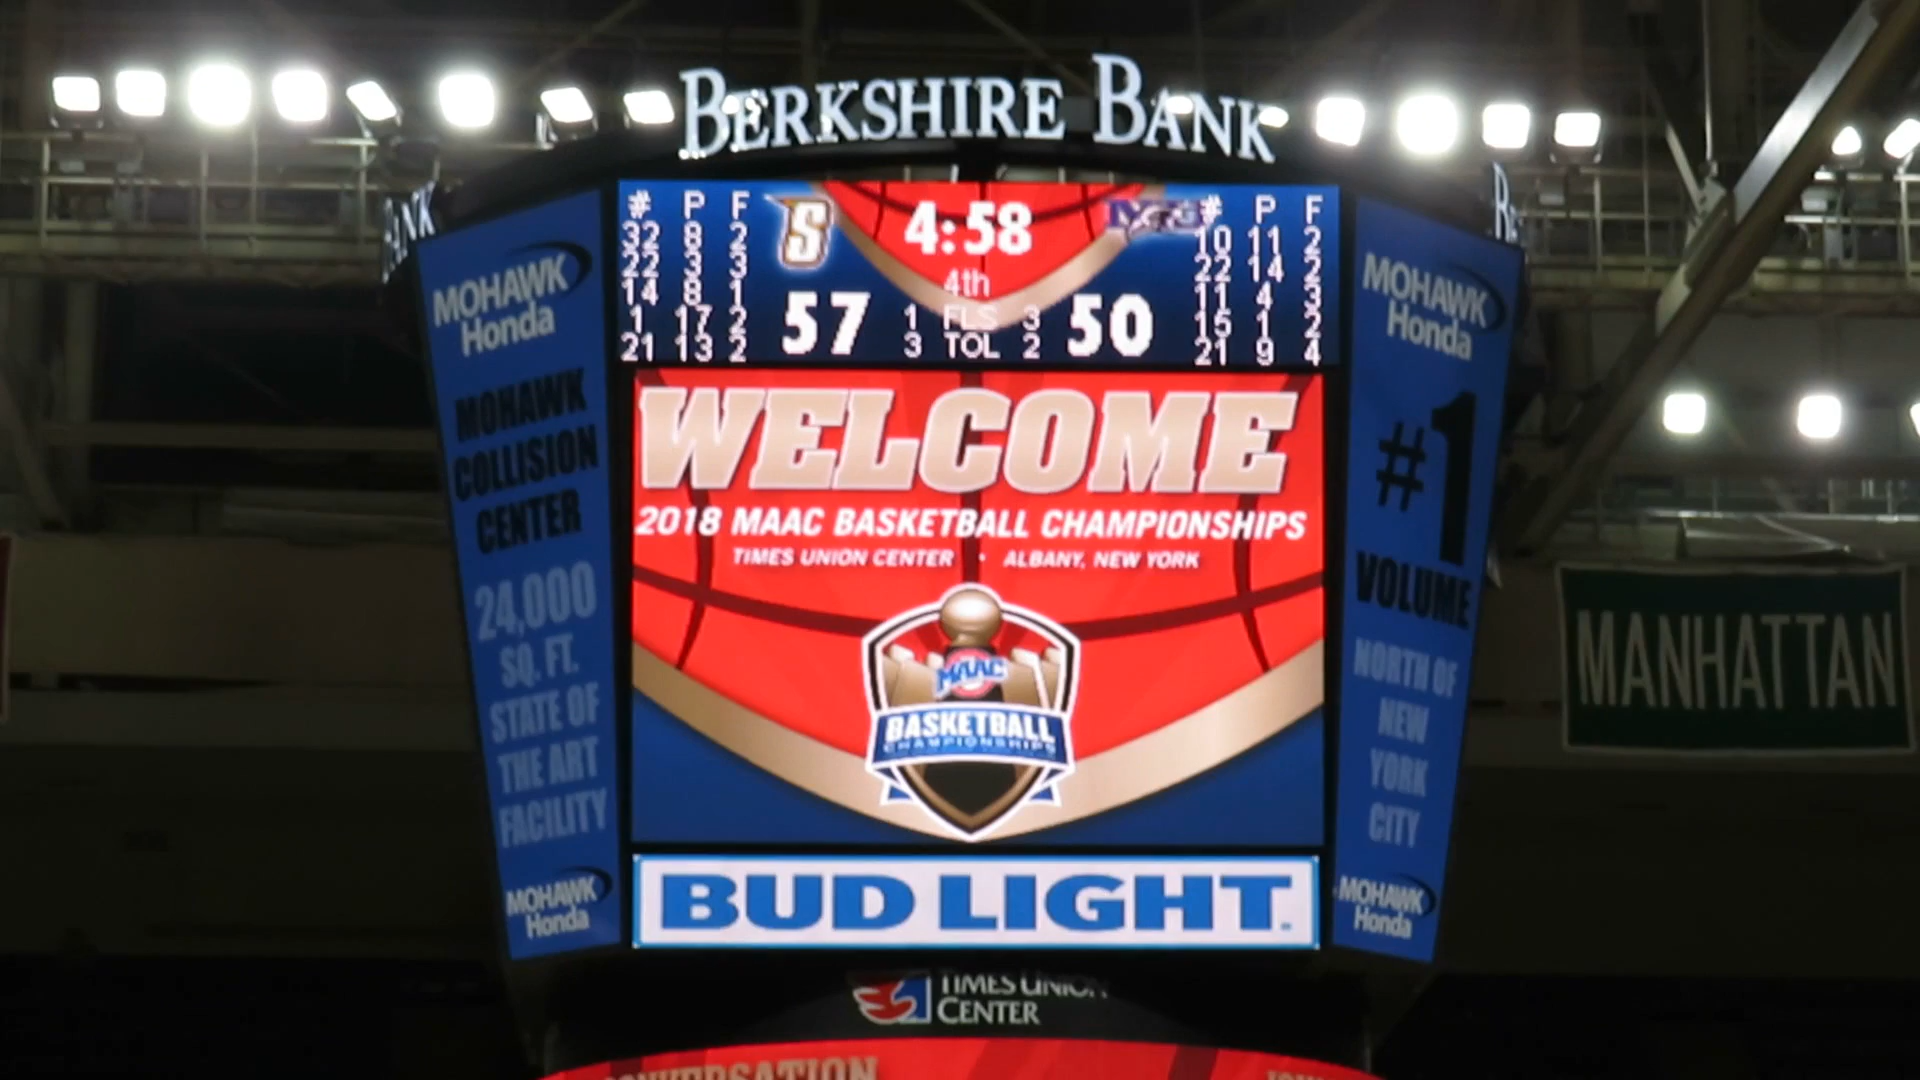 BERKSHIRE BANK
BANK
MOHAWK
Honda
MOHAWK
COLLISION
CENTER
24,000
SQ. FT.
STATE OF
THE ART
FACILITY
MOHAWK
Honda
# P F
32 8 2
22 3 3
14 8 1
1 17 2
21 13 2
S
4:58
4th
57 1 FLS 3 50
3 TOL 2
# P F
10 11 2
22 14 2
11 4 3
15 1 2
21 9 4
WELCOME
2018 MAAC BASKETBALL CHAMPIONSHIPS
TIMES UNION CENTER · ALBANY, NEW YORK
MAAC
BASKETBALL
CHAMPIONSHIPS
BUD LIGHT.
MOHAWK
Honda
#1
VOLUME
NORTH OF
NEW
YORK
CITY
MOHAWK
Honda
MANHATTAN
TIMES UNION
CENTER
CONVERSATION